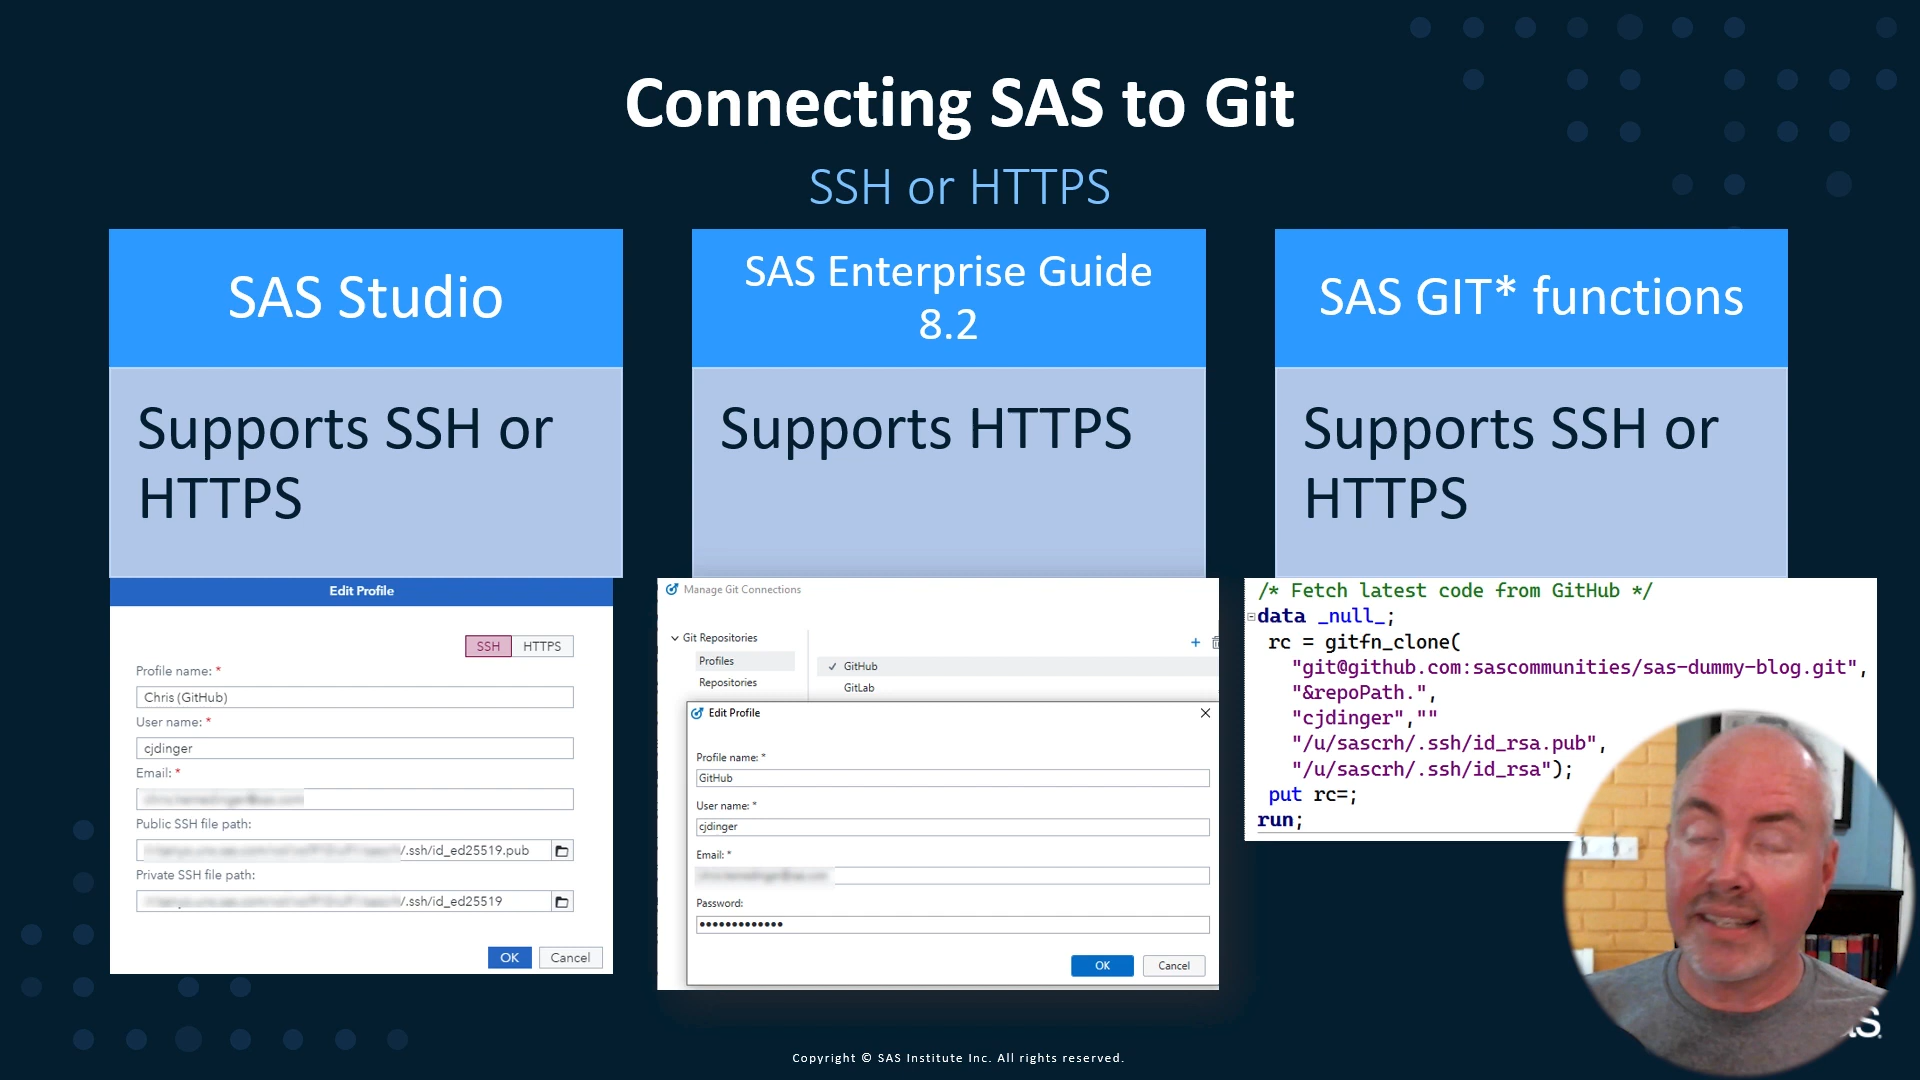 Connecting SAS to Git
SSH or HTTPS
SAS Studio
Supports SSH or
HTTPS
Edit Profile
SSH HTTPS
Profile name: *
Chris (GitHub)
User name: *
cjdinger
Email: *
Public SSH file path:
/.ssh/id_ed25519.pub
Private SSH file path:
/.ssh/id_ed25519
OK Cancel
SAS Enterprise Guide
8.2
Supports HTTPS
Manage Git Connections
Git Repositories
Profiles
Repositories
GitHub
GitLab
Edit Profile
Profile name: *
GitHub
User name: *
cjdinger
Email: *
Password:
•••••••••••••
OK Cancel
SAS GIT* functions
Supports SSH or
HTTPS
/* Fetch latest code from GitHub */
data _null_;
rc = gitfn_clone(
"git@github.com:sascommunities/sas-dummy-blog.git",
"&repoPath.",
"cjdinger",""
"/u/sascrh/.ssh/id_rsa.pub",
"/u/sascrh/.ssh/id_rsa");
put rc=;
run;
Copyright © SAS Institute Inc. All rights reserved.